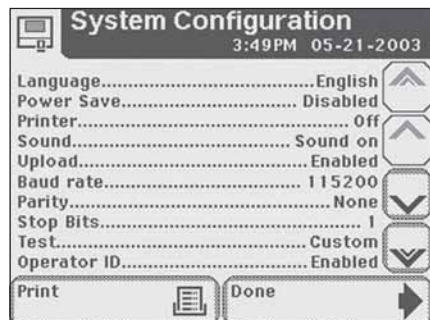 System Configuration
3:49PM 05-21-2003
Language............................English
Power Save........................ Disabled
Printer...................................Off
Sound.............................Sound on
Upload.............................Enabled
Baud rate......................... 115200
Parity.................................None
Stop Bits................................. 1
Test................................Custom
Operator ID......................Enabled
Print
Done